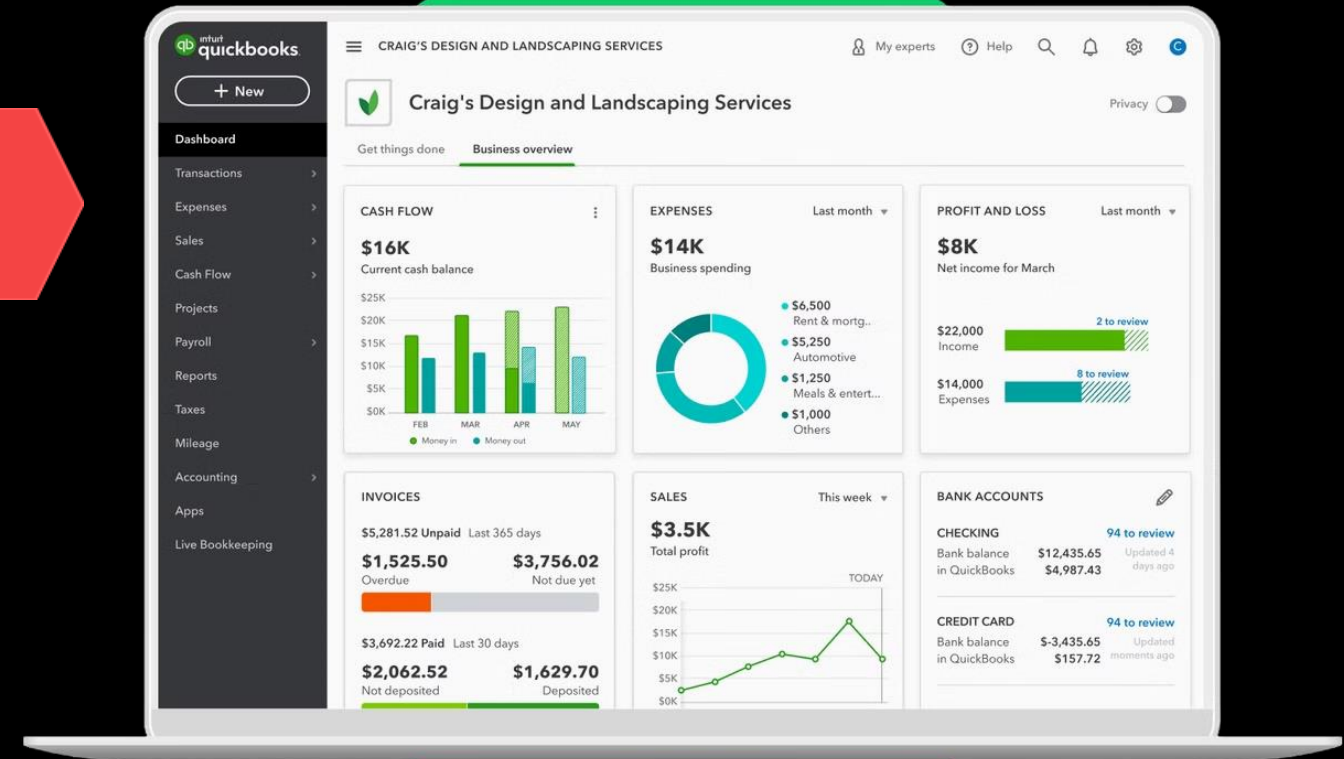 intuit
quickbooks.
+ New
Dashboard
Transactions
Expenses
Sales
Cash Flow
Projects
Payroll
Reports
Taxes
Mileage
Accounting
Apps
Live Bookkeeping
CRAIG'S DESIGN AND LANDSCAPING SERVICES
My experts
Help
C
Craig's Design and Landscaping Services
Privacy
Get things done
Business overview
CASH FLOW
$16K
Current cash balance
$25K
$20K
$15K
$10K
$5K
$0K
FEB MAR APR MAY
Money in Money out
EXPENSES Last month
$14K
Business spending
$6,500
Rent & mortg..
$5,250
Automotive
$1,250
Meals & entert...
$1,000
Others
PROFIT AND LOSS Last month
$8K
Net income for March
2 to review
$22,000
Income
8 to review
$14,000
Expenses
INVOICES
$5,281.52 Unpaid Last 365 days
$1,525.50 $3,756.02
Overdue Not due yet
$3,692.22 Paid Last 30 days
$2,062.52 $1,629.70
Not deposited Deposited
SALES This week
$3.5K
Total profit
TODAY
$25K
$20K
$15K
$10K
$5K
$0K
BANK ACCOUNTS
CHECKING 94 to review
Bank balance $12,435.65 Updated 4
in QuickBooks $4,987.43 days ago
CREDIT CARD 94 to review
Bank balance $-3,435.65 Updated
in QuickBooks $157.72 moments ago